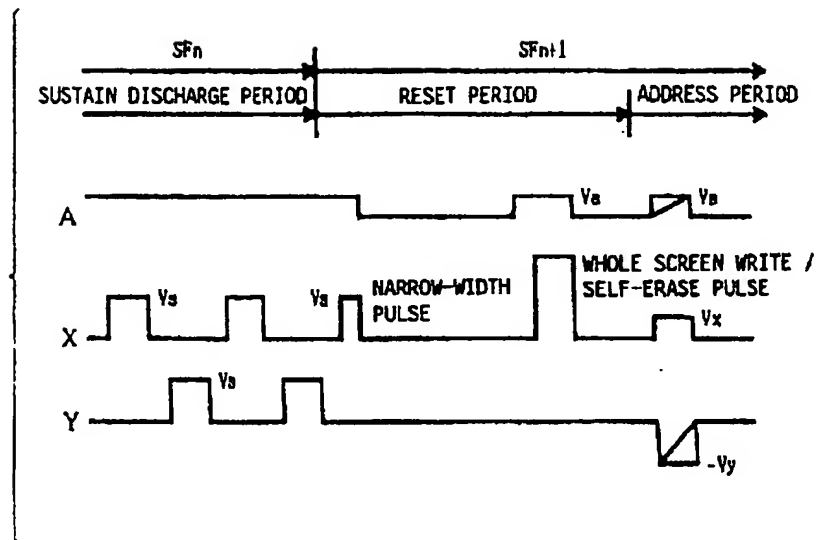 SFn SFn+1
SUSTAIN DISCHARGE PERIOD RESET PERIOD ADDRESS PERIOD
A Va Va
X Vs Vs NARROW-WIDTH PULSE WHOLE SCREEN WRITE / SELF-ERASE PULSE Vx
Y Vs -Vy